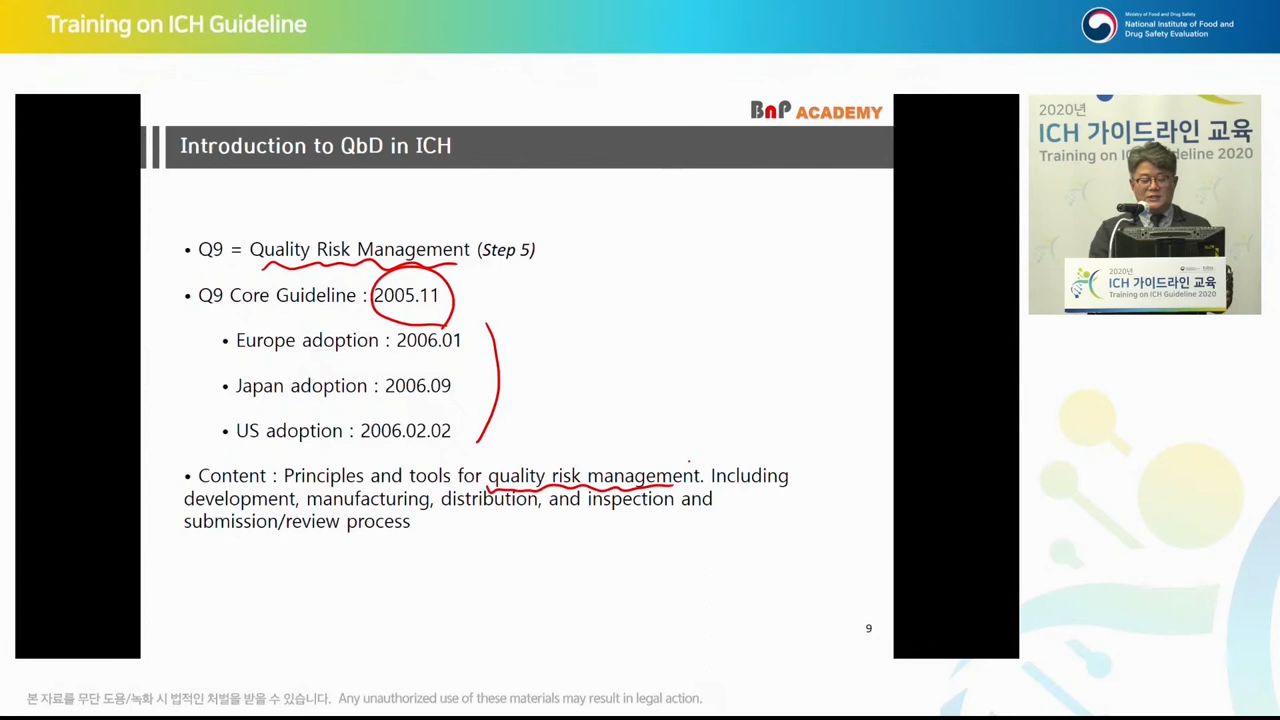 Training on ICH Guideline
Ministry of Food and Drug Safety
National Institute of Food and
Drug Safety Evaluation
BnP ACADEMY
Introduction to QbD in ICH
• Q9 = Quality Risk Management (Step 5)
• Q9 Core Guideline : 2005.11
• Europe adoption : 2006.01
• Japan adoption : 2006.09
• US adoption : 2006.02.02
• Content : Principles and tools for quality risk management. Including
development, manufacturing, distribution, and inspection and
submission/review process
9
2020년
ICH 가이드라인 교육
Training on ICH Guideline 2020
2020년
ICH 가이드라인 교육
Training on ICH Guideline 2020
본 자료를 무단 도용/녹화 시 법적인 처벌을 받을 수 있습니다. Any unauthorized use of these materials may result in legal action.